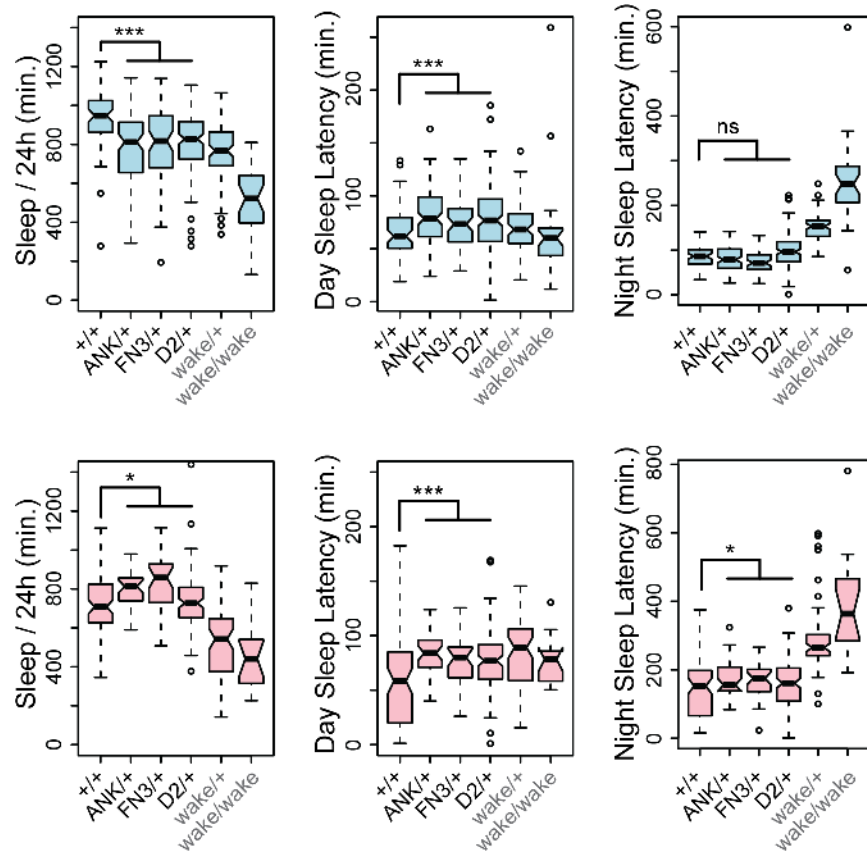 Sleep / 24h (min.)
0 400 800 1200
***
+/+ ANK/+ FN3/+ D2/+ wake/+ wake/wake
Day Sleep Latency (min.)
0 100 200
***
+/+ ANK/+ FN3/+ D2/+ wake/+ wake/wake
Night Sleep Latency (min.)
0 200 400 600
ns
+/+ ANK/+ FN3/+ D2/+ wake/+ wake/wake
Sleep / 24h (min.)
0 400 800 1200
*
+/+ ANK/+ FN3/+ D2/+ wake/+ wake/wake
Day Sleep Latency (min.)
0 100 200
***
+/+ ANK/+ FN3/+ D2/+ wake/+ wake/wake
Night Sleep Latency (min.)
0 200 400 600 800
*
+/+ ANK/+ FN3/+ D2/+ wake/+ wake/wake